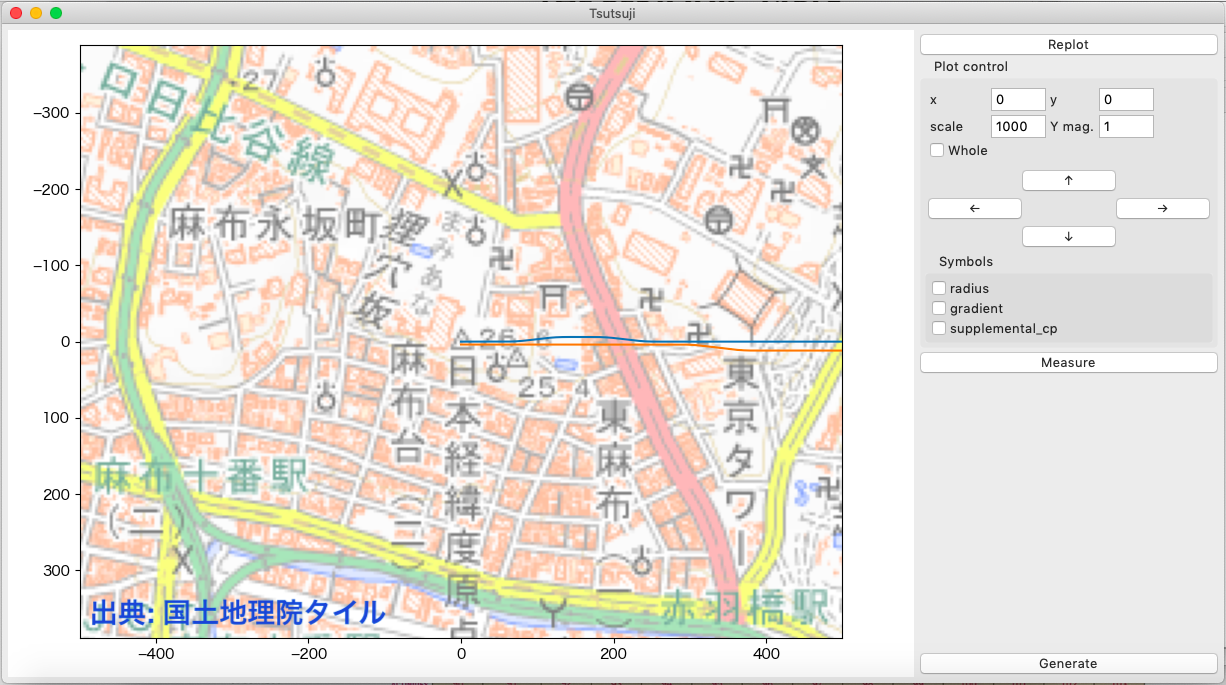 Tsutsuji
Replot
Plot control
x 0 y 0
scale 1000 Y mag. 1
Whole
↑
← →
↓
Symbols
radius
gradient
supplemental_cp
Measure
Generate
−300
−200
−100
0
100
200
300
−400
−200
0
200
400
27
日比谷線
麻布永坂町
狸穴坂
まみあな
26 6
25 4
麻布台
(二)
日本経緯度原点
東麻布
(一)
東京タワー
麻布十番駅
(二)
赤羽橋駅
出典: 国土地理院タイル